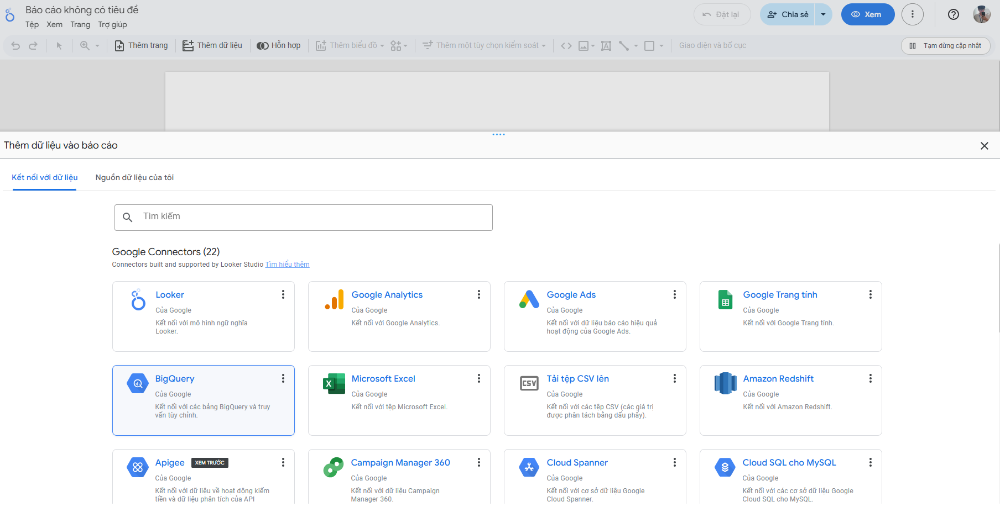 Báo cáo không có tiêu đề
Tệp Xem Trang Trợ giúp
Đặt lại
Chia sẻ
Xem
Thêm trang
Thêm dữ liệu
Hỗn hợp
Thêm biểu đồ
Thêm một tùy chọn kiểm soát
Giao diện và bố cục
Tạm dừng cập nhật
Thêm dữ liệu vào báo cáo
Kết nối với dữ liệu
Nguồn dữ liệu của tôi
Tìm kiếm
Google Connectors (22)
Connectors built and supported by Looker Studio Tìm hiểu thêm
Looker
Của Google
Kết nối với mô hình ngữ nghĩa
Looker.
Google Analytics
Của Google
Kết nối với Google Analytics.
Google Ads
Của Google
Kết nối với dữ liệu báo cáo hiệu quả
hoạt động của Google Ads.
Google Trang tính
Của Google
Kết nối với Google Trang tính.
BigQuery
Của Google
Kết nối với các bảng BigQuery và truy
vấn tùy chỉnh.
X
Microsoft Excel
Của Google
Kết nối với tệp Microsoft Excel.
CSV
Tải tệp CSV lên
Của Google
Kết nối với các tệp CSV (các giá trị
được phân tách bằng dấu phẩy).
Amazon Redshift
Của Google
Kết nối với Amazon Redshift.
Apigee XEM TRƯỚC
Của Google
Kết nối với dữ liệu về hoạt động kiếm
tiền và dữ liệu phân tích của API
Campaign Manager 360
Của Google
Kết nối với dữ liệu Campaign
Manager 360.
Cloud Spanner
Của Google
Kết nối với cơ sở dữ liệu Google
Cloud Spanner.
Cloud SQL cho MySQL
Của Google
Kết nối với các cơ sở dữ liệu Google
Cloud SQL cho MySQL.